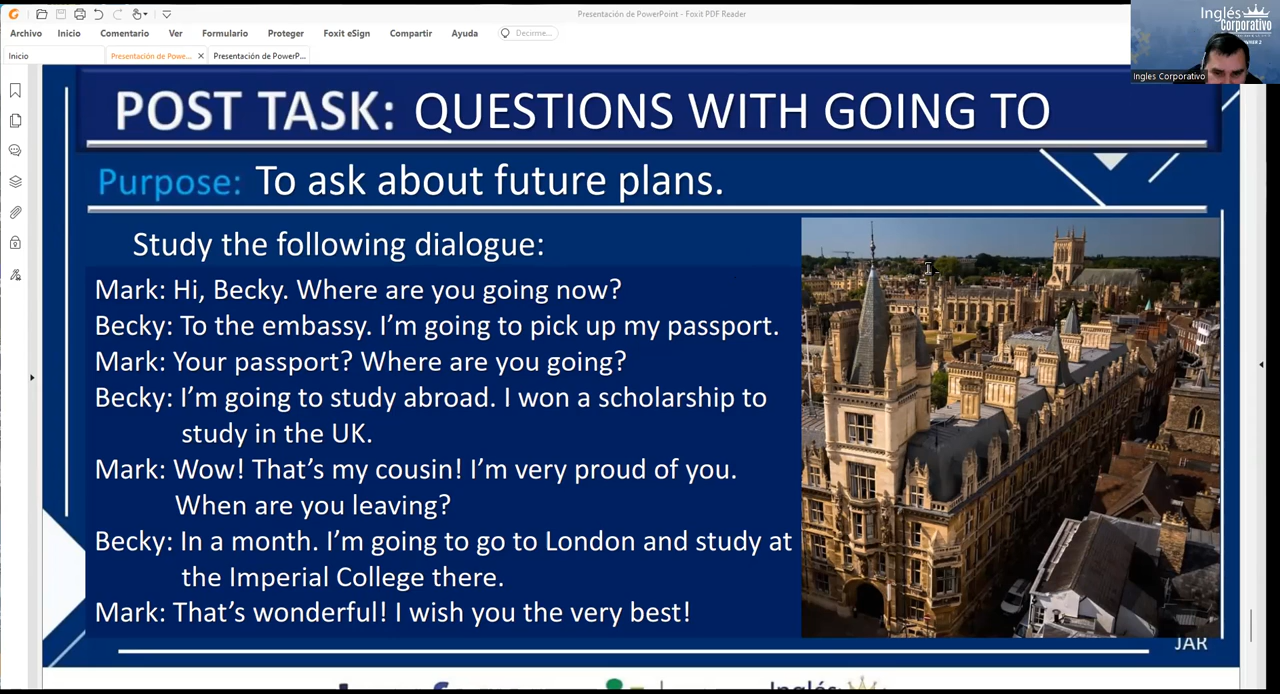 Presentación de PowerPoint - Foxit PDF Reader
Archivo Inicio Comentario Ver Formulario Proteger Foxit eSign Compartir Ayuda Decirme...
Inicio Presentación de Powe... Presentación de PowerP...
Inglés
Corporativo
Ingles Corporativo
POST TASK: QUESTIONS WITH GOING TO
Purpose: To ask about future plans.
Study the following dialogue:
Mark: Hi, Becky. Where are you going now?
Becky: To the embassy. I'm going to pick up my passport.
Mark: Your passport? Where are you going?
Becky: I'm going to study abroad. I won a scholarship to
study in the UK.
Mark: Wow! That's my cousin! I'm very proud of you.
When are you leaving?
Becky: In a month. I'm going to go to London and study at
the Imperial College there.
Mark: That's wonderful! I wish you the very best!
JAR
Inglés